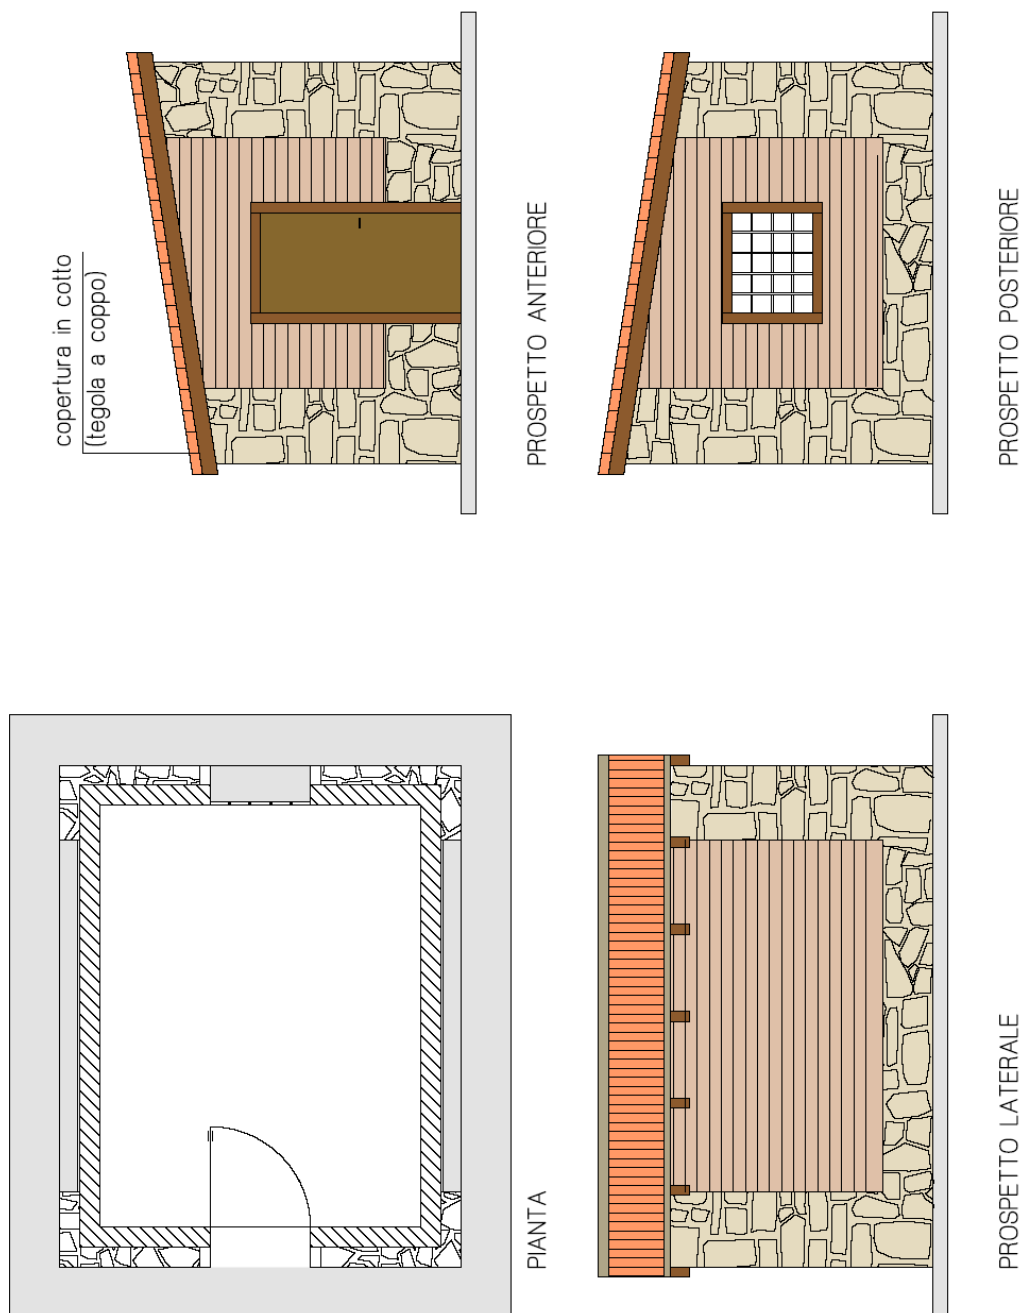 copertura in cotto
(tegola a coppo)
PROSPETTO ANTERIORE
PROSPETTO POSTERIORE
PIANTA
PROSPETTO LATERALE